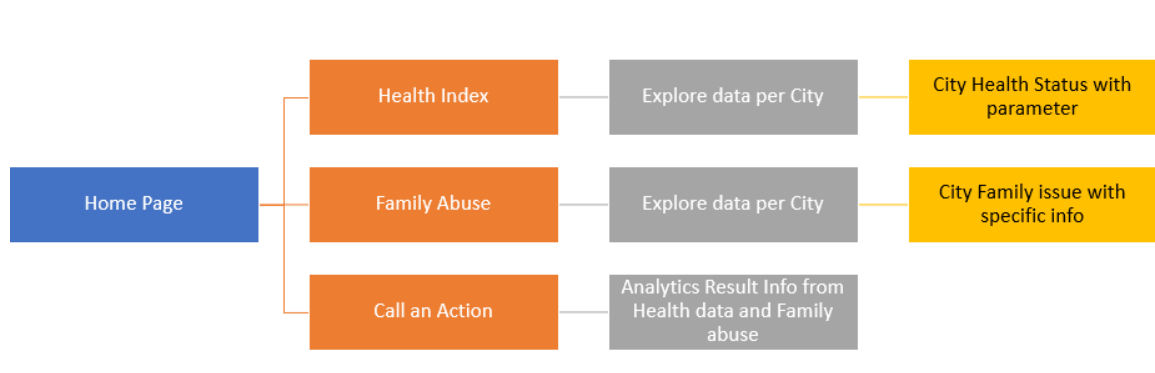 Health Index
Explore data per City
City Health Status with
parameter
Home Page
Family Abuse
Explore data per City
City Family issue with
specific info
Call an Action
Analytics Result Info from
Health data and Family
abuse